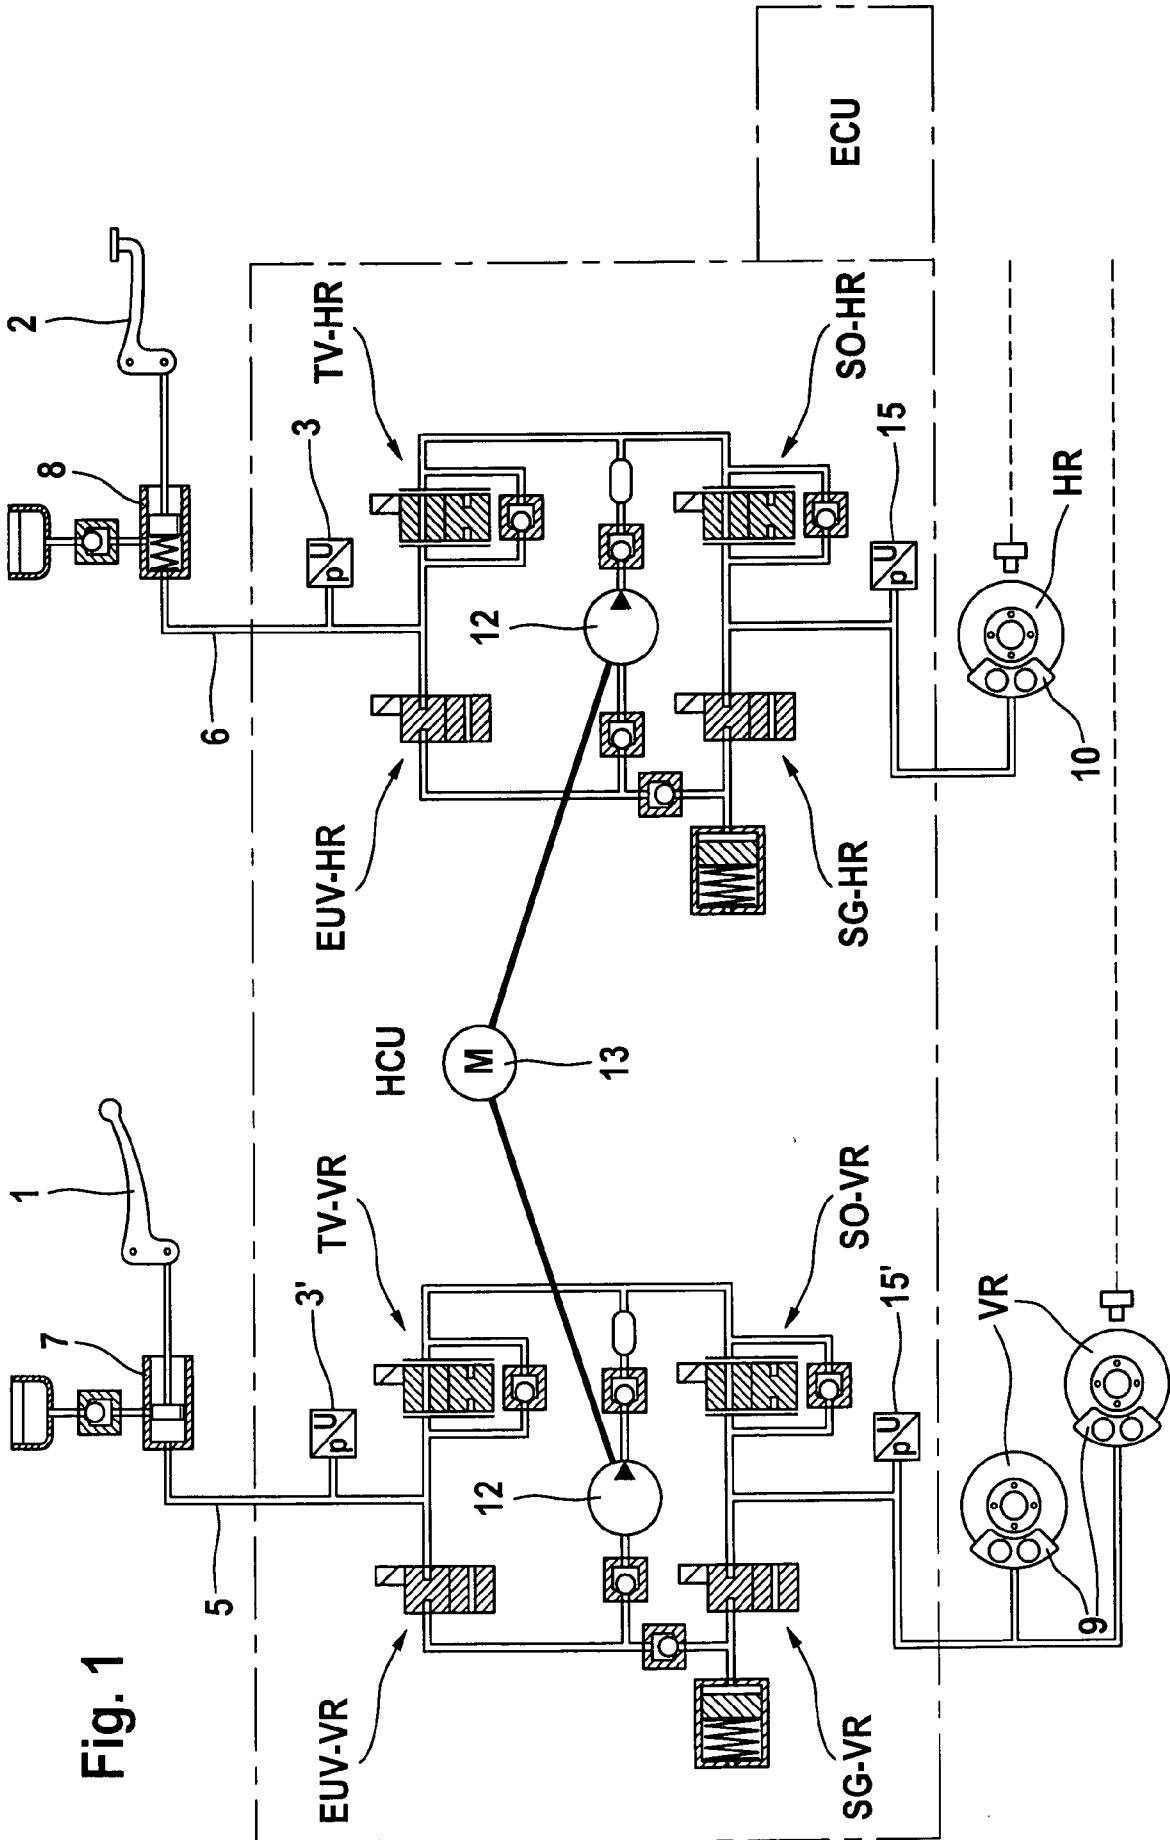 Fig. 1
1
2
7
8
5
6
3'
3
p U
p U
EUV-VR
TV-VR
HCU
EUV-HR
TV-HR
12
M
13
12
SG-VR
SO-VR
SG-HR
SO-HR
ECU
15'
15
p U
p U
VR
9
HR
10